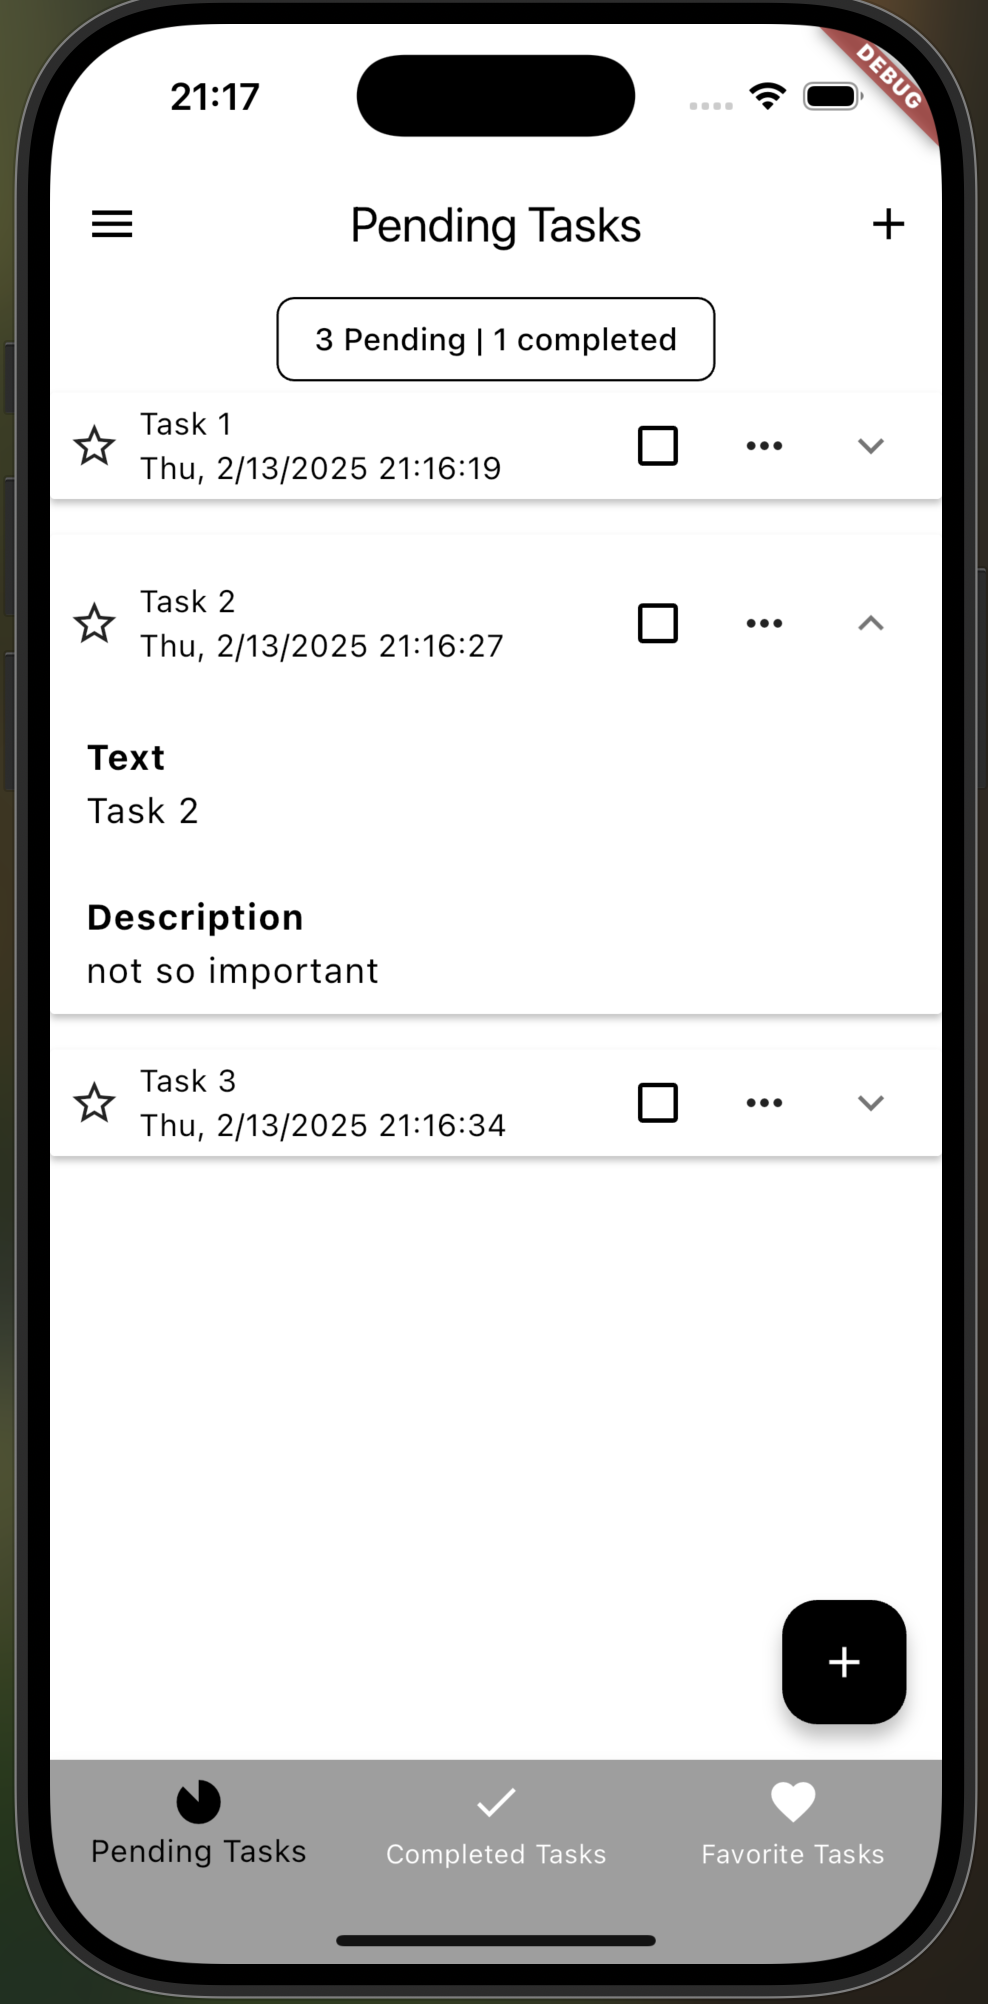 21:17
DEBUG
Pending Tasks
3 Pending | 1 completed
Task 1
Thu, 2/13/2025 21:16:19
Task 2
Thu, 2/13/2025 21:16:27
Text
Task 2
Description
not so important
Task 3
Thu, 2/13/2025 21:16:34
Pending Tasks
Completed Tasks
Favorite Tasks